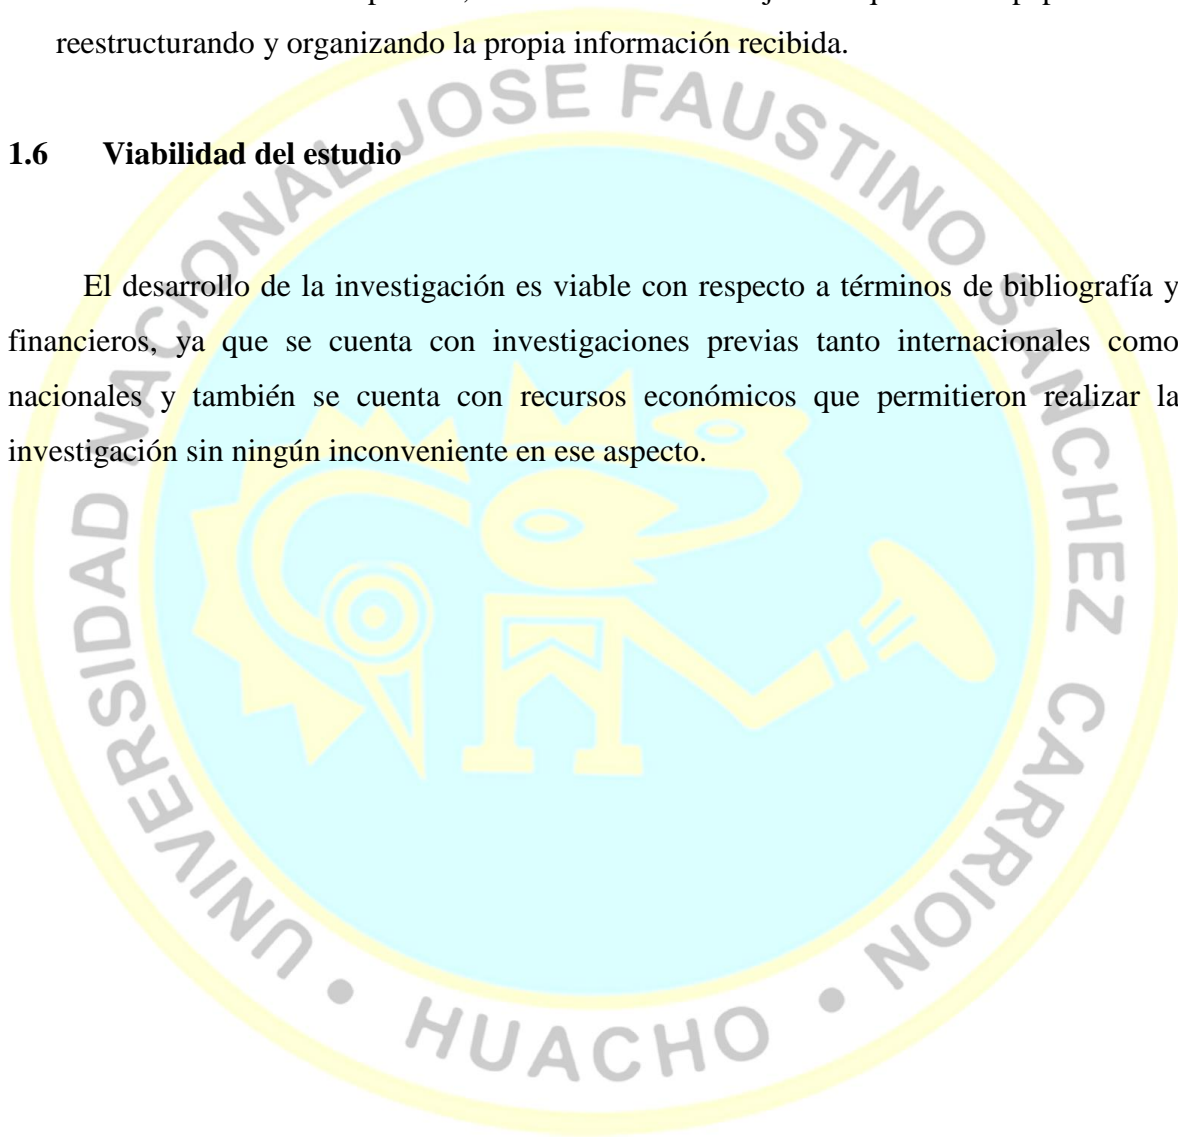 reestructurando y organizando la propia información recibida.
1.6 Viabilidad del estudio
El desarrollo de la investigación es viable con respecto a términos de bibliografía y
financieros, ya que se cuenta con investigaciones previas tanto internacionales como
nacionales y también se cuenta con recursos económicos que permitieron realizar la
investigación sin ningún inconveniente en ese aspecto.
UNIVERSIDAD NACIONAL JOSE FAUSTINO SANCHEZ CARRION • HUACHO •